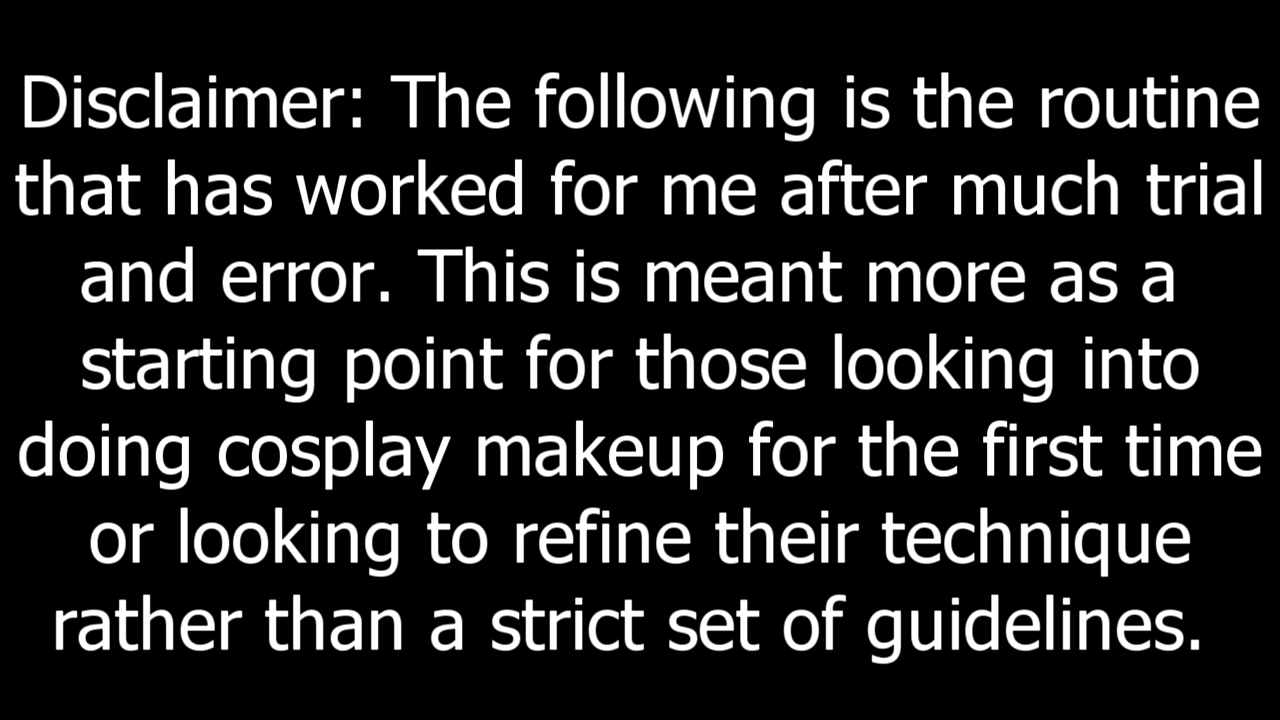 Disclaimer: The following is the routine
that has worked for me after much trial
and error. This is meant more as a
starting point for those looking into
doing cosplay makeup for the first time
or looking to refine their technique
rather than a strict set of guidelines.